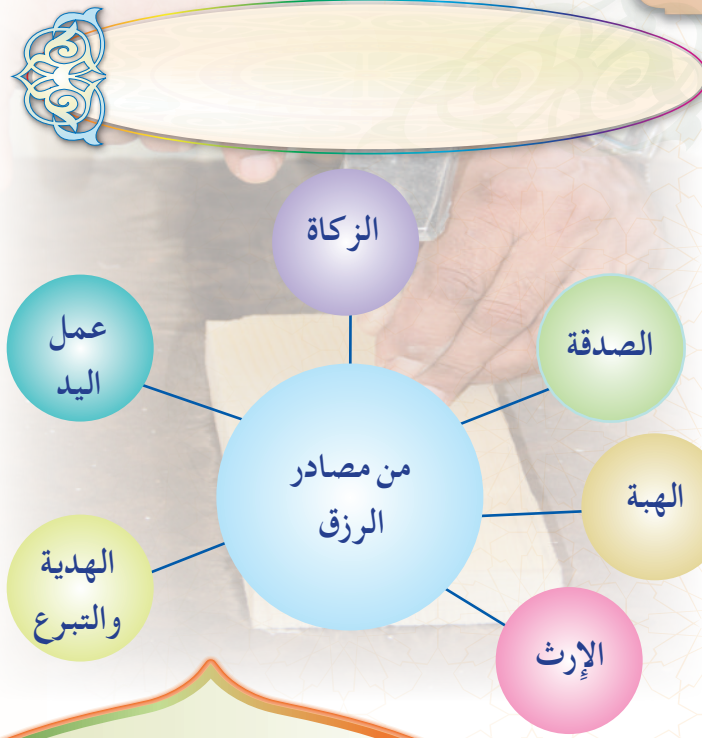 الزكاة
الصدقة
عمل
اليد
من مصادر
الرزق
الهبة
الهدية
والتبرع
الإرث